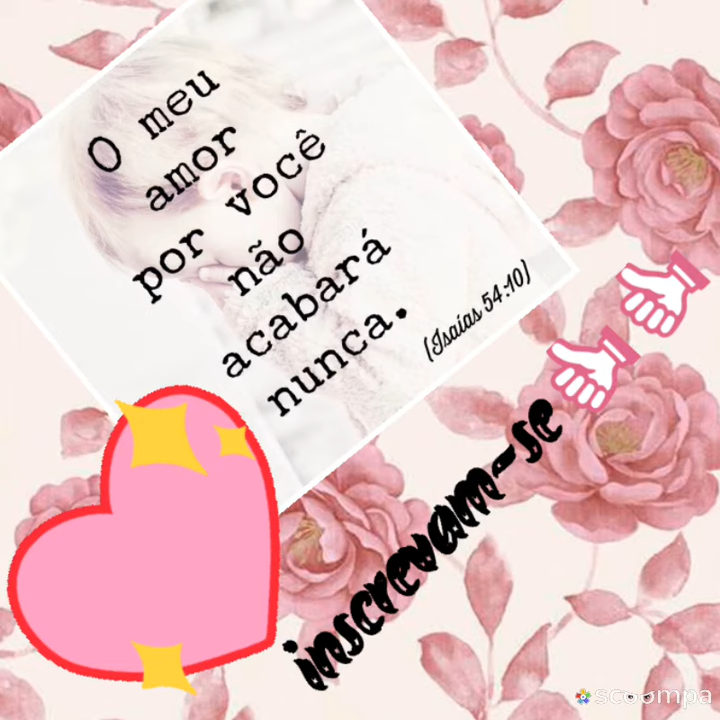 O meu
amor
por você
não
acabará
nunca.
(Isaías 54:10)
inscrevam-se
scoompa